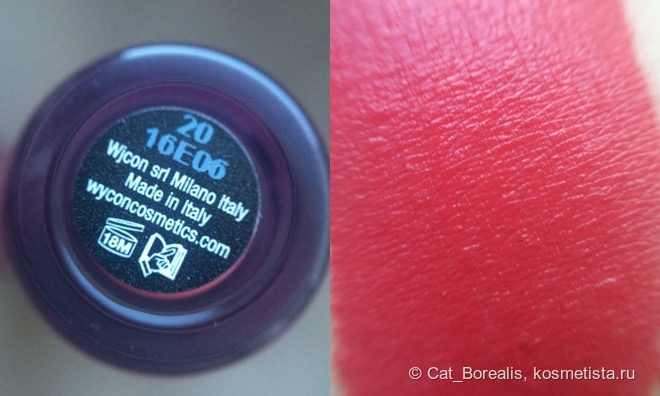 20
16E06
Wjcon srl Milano Italy
Made in Italy
wyconcosmetics.com
18M
© Cat_Borealis, kosmetista.ru